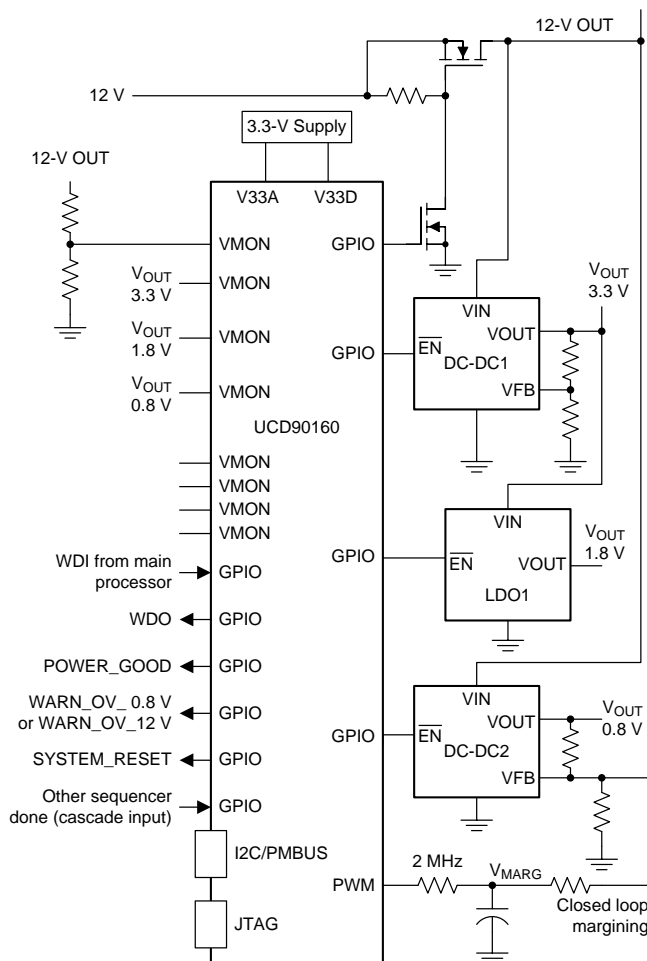 12-V OUT
12 V
3.3-V Supply
12-V OUT
V33A
V33D
VMON
GPIO
VOUT
3.3 V
VMON
VOUT
3.3 V
VIN
VOUT
EN
DC-DC1
VFB
GPIO
VOUT
1.8 V
VMON
VOUT
0.8 V
VMON
UCD90160
VMON
VMON
VMON
VMON
VIN
VOUT
1.8 V
GPIO
EN
VOUT
LDO1
WDI from main
processor
GPIO
WDO
GPIO
POWER_GOOD
GPIO
VIN
VOUT
VOUT
0.8 V
WARN_OV_ 0.8 V
or WARN_OV_12 V
GPIO
GPIO
EN
DC-DC2
VFB
SYSTEM_RESET
GPIO
Other sequencer
done (cascade input)
GPIO
I2C/PMBUS
2 MHz
VMARG
PWM
Closed loop
margining
JTAG